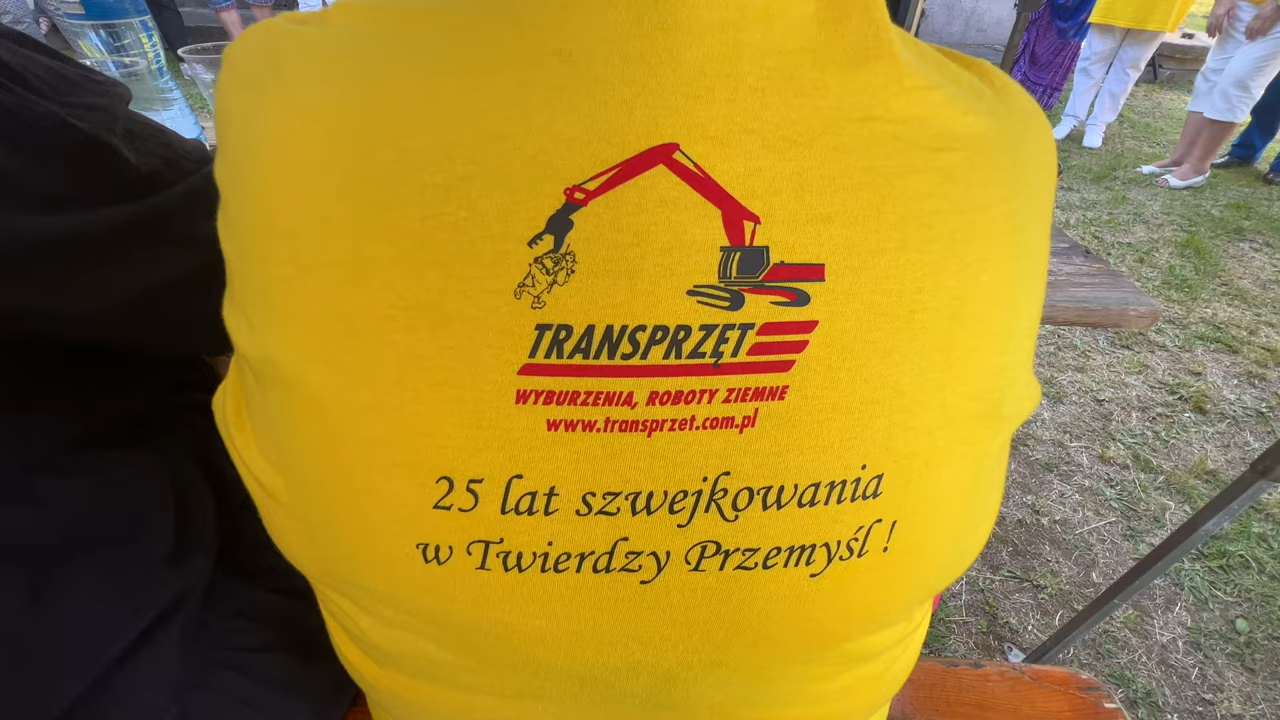 TRANSPRZĘT
WYBURZENIA, ROBOTY ZIEMNE
www.transprzet.com.pl
25 lat szwejkowania
w Twierdzy Przemyśl !